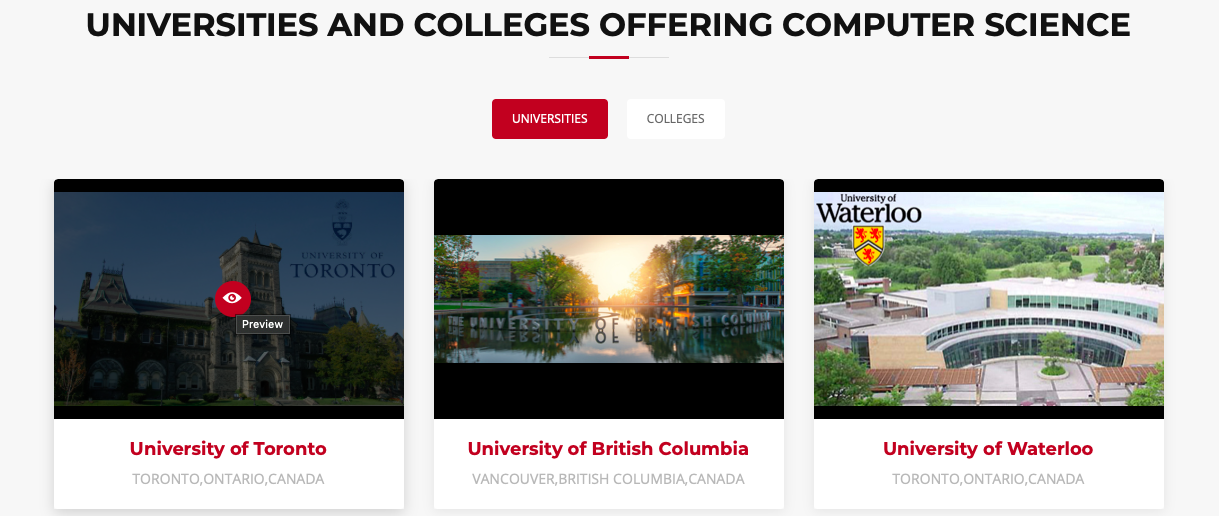 UNIVERSITIES AND COLLEGES OFFERING COMPUTER SCIENCE
UNIVERSITIES
COLLEGES
UNIVERSITY OF
TORONTO
Preview
THE UNIVERSITY OF BRITISH COLUMBIA
University of
Waterloo
University of Toronto
TORONTO,ONTARIO,CANADA
University of British Columbia
VANCOUVER,BRITISH COLUMBIA,CANADA
University of Waterloo
TORONTO,ONTARIO,CANADA